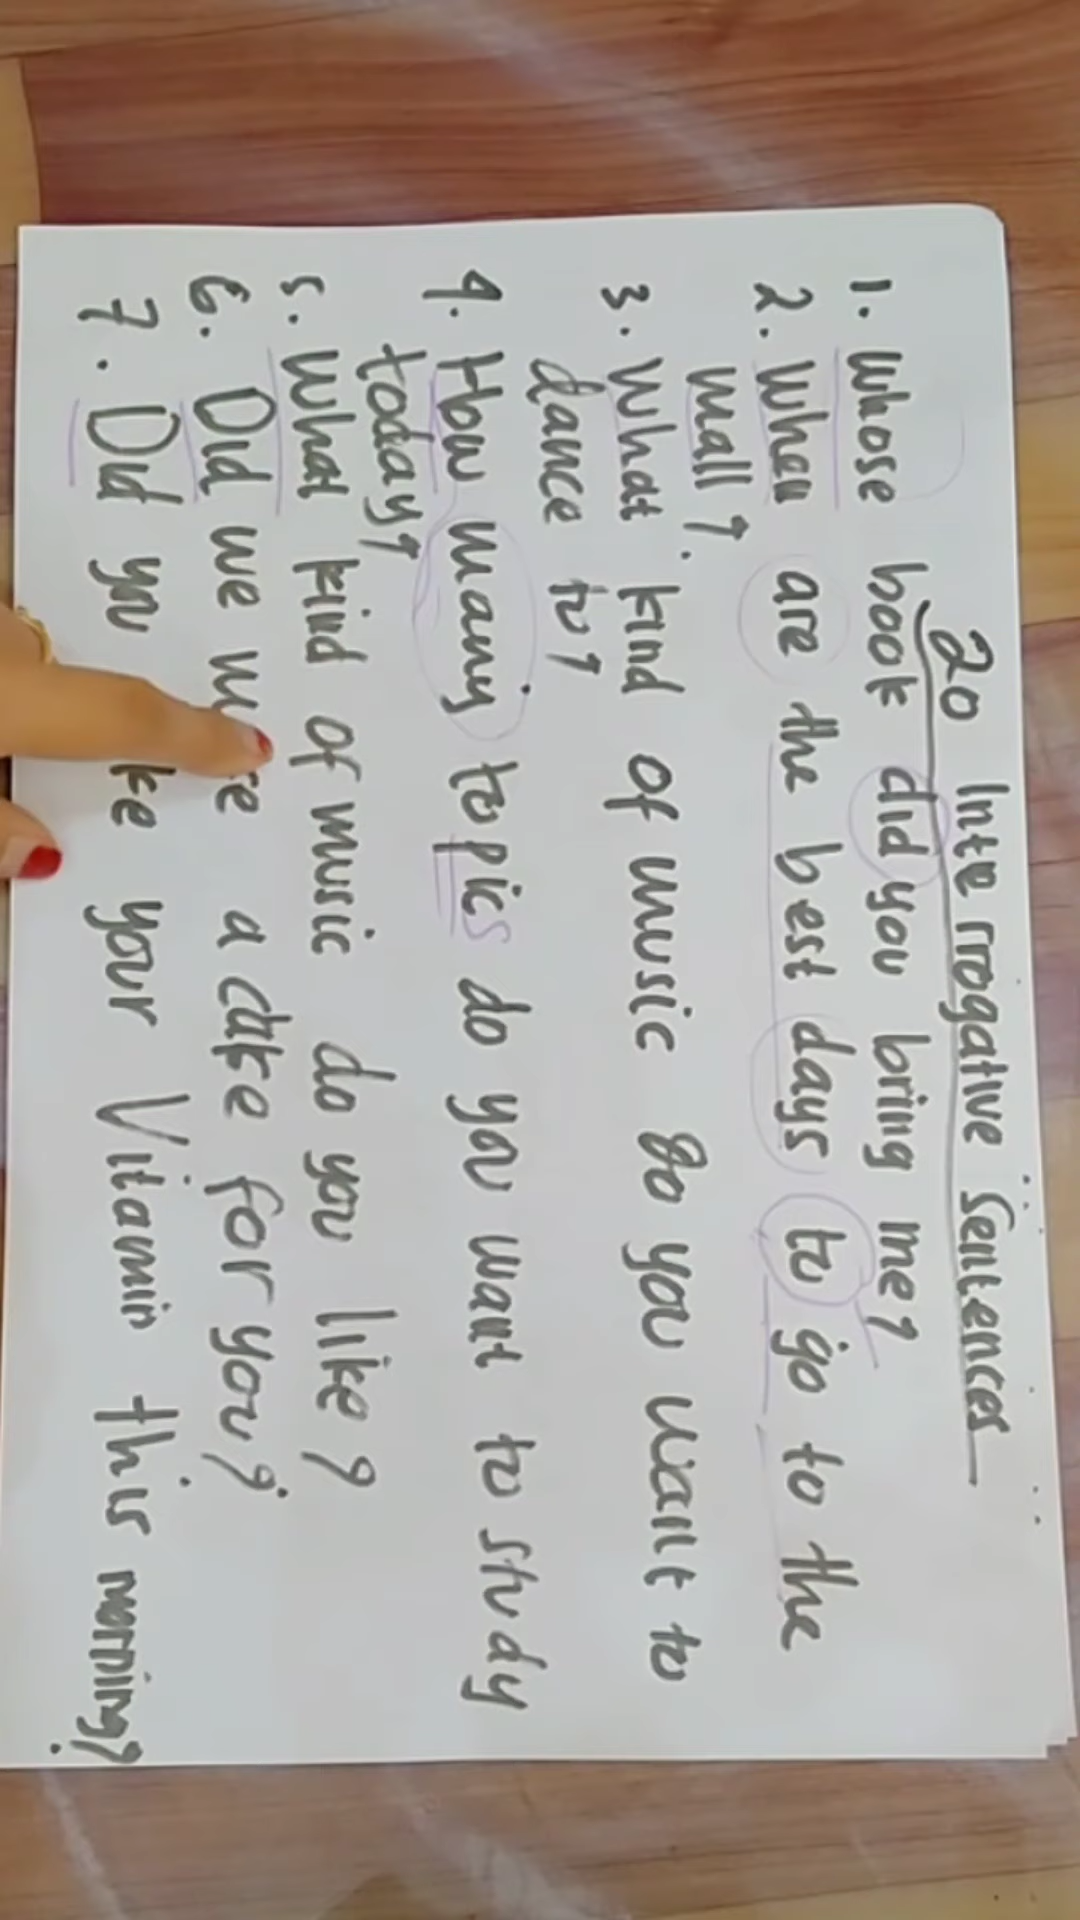 20 Interrogative Sentences
1. Whose book did you bring me?
2. When are the best days to go to the
mall?
3. What kind of music do you want to
dance to?
4. How many topics do you want to study
today?
5. What kind of music do you like?
6. Did we a cake for you?
7. Did you your Vitamin this morning?